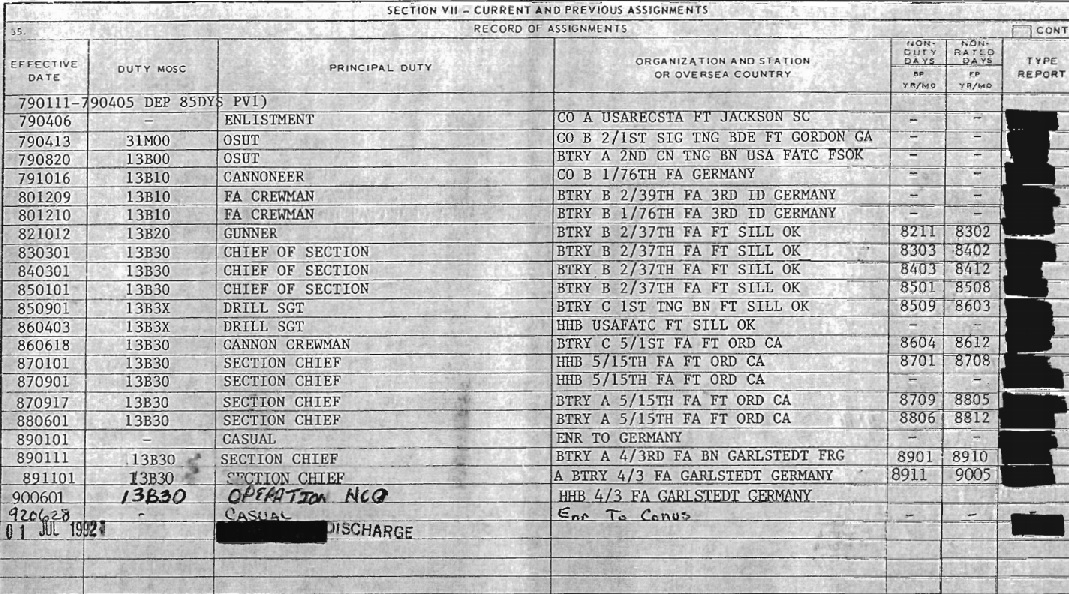 SECTION VII – CURRENT AND PREVIOUS ASSIGNMENTS
35. RECORD OF ASSIGNMENTS CONT
EFFECTIVE DATE DUTY MOSC PRINCIPAL DUTY ORGANIZATION AND STATION OR OVERSEA COUNTRY NON-DUTY DAYS NON-RATED DAYS TYPE REPORT
YR/MO YR/MO
790111-790405 DEP 85DYS PV1)
790406 – ENLISTMENT CO A USARECSTA FT JACKSON SC – –
790413 31M00 OSUT CO B 2/1ST SIG TNG BDE FT GORDON GA – –
790820 13B00 OSUT BTRY A 2ND CN TNG BN USA FATC FSOK – –
791016 13B10 CANNONEER CO B 1/76TH FA GERMANY – –
801209 13B10 FA CREWMAN BTRY B 2/39TH FA 3RD ID GERMANY – –
801210 13B10 FA CREWMAN BTRY B 1/76TH FA 3RD ID GERMANY – –
821012 13B20 GUNNER BTRY B 2/37TH FA FT SILL OK 8211 8302
830301 13B30 CHIEF OF SECTION BTRY B 2/37TH FA FT SILL OK 8303 8402
840301 13B30 CHIEF OF SECTION BTRY B 2/37TH FA FT SILL OK 8403 8412
850101 13B30 CHIEF OF SECTION BTRY B 2/37TH FA FT SILL OK 8501 8508
850901 13B3X DRILL SGT BTRY C 1ST TNG BN FT SILL OK 8509 8603
860403 13B3X DRILL SGT HHB USAFATC FT SILL OK – –
860618 13B30 CANNON CREWMAN BTRY C 5/1ST FA FT ORD CA 8604 8612
870101 13B30 SECTION CHIEF HHB 5/15TH FA FT ORD CA 8701 8708
870901 13B30 SECTION CHIEF HHB 5/15TH FA FT ORD CA – –
870917 13B30 SECTION CHIEF BTRY A 5/15TH FA FT ORD CA 8709 8805
880601 13B30 SECTION CHIEF BTRY A 5/15TH FA FT ORD CA 8806 8812
890101 – CASUAL ENR TO GERMANY – –
890111 13B30 SECTION CHIEF BTRY A 4/3RD FA BN GARLSTEDT FRG 8901 8910
891101 13B30 SECTION CHIEF A BTRY 4/3 FA GARLSTEDT GERMANY 8911 9005
900601 13B30 OPERATION NCO HHB 4/3 FA GARLSTEDT GERMANY
920628 – CASUAL Enr To Conus – –
01 JUL 1992 DISCHARGE